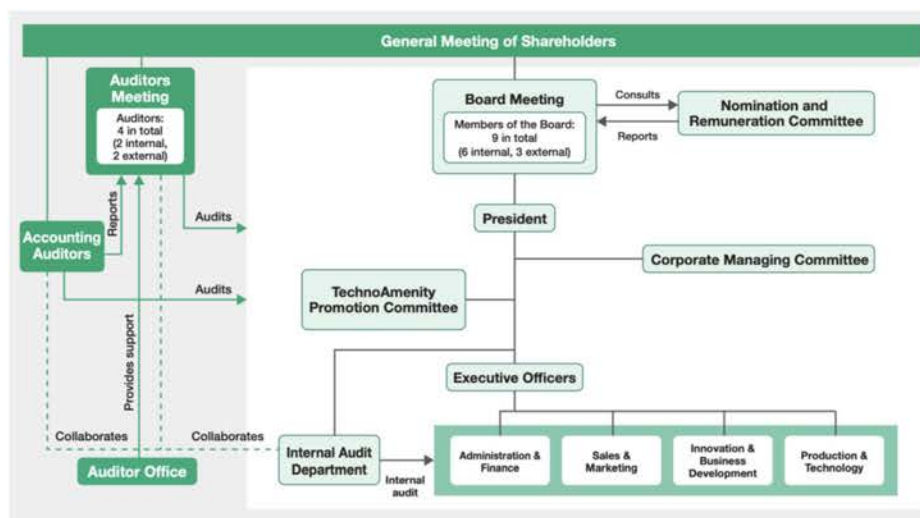 General Meeting of Shareholders
Auditors
Meeting
Auditors:
4 in total
(2 internal,
2 external)
Board Meeting
Members of the Board:
9 in total
(6 internal, 3 external)
Consults
Reports
Nomination and
Remuneration Committee
Reports
Audits
President
Accounting
Auditors
Corporate Managing Committee
Audits
TechnoAmenity
Promotion Committee
Provides support
Executive Officers
Collaborates
Collaborates
Internal Audit
Department
Administration &
Finance
Sales &
Marketing
Innovation &
Business
Development
Production &
Technology
Auditor Office
Internal
audit